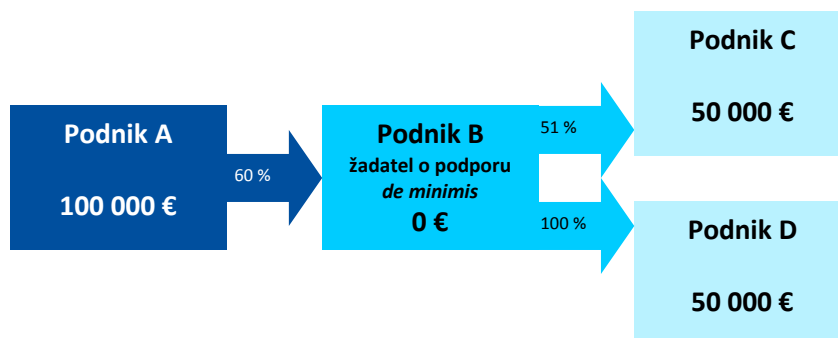 Podnik A
100 000 €
60 %
Podnik B
žadatel o podporu
de minimis
0 €
51 %
100 %
Podnik C
50 000 €
Podnik D
50 000 €